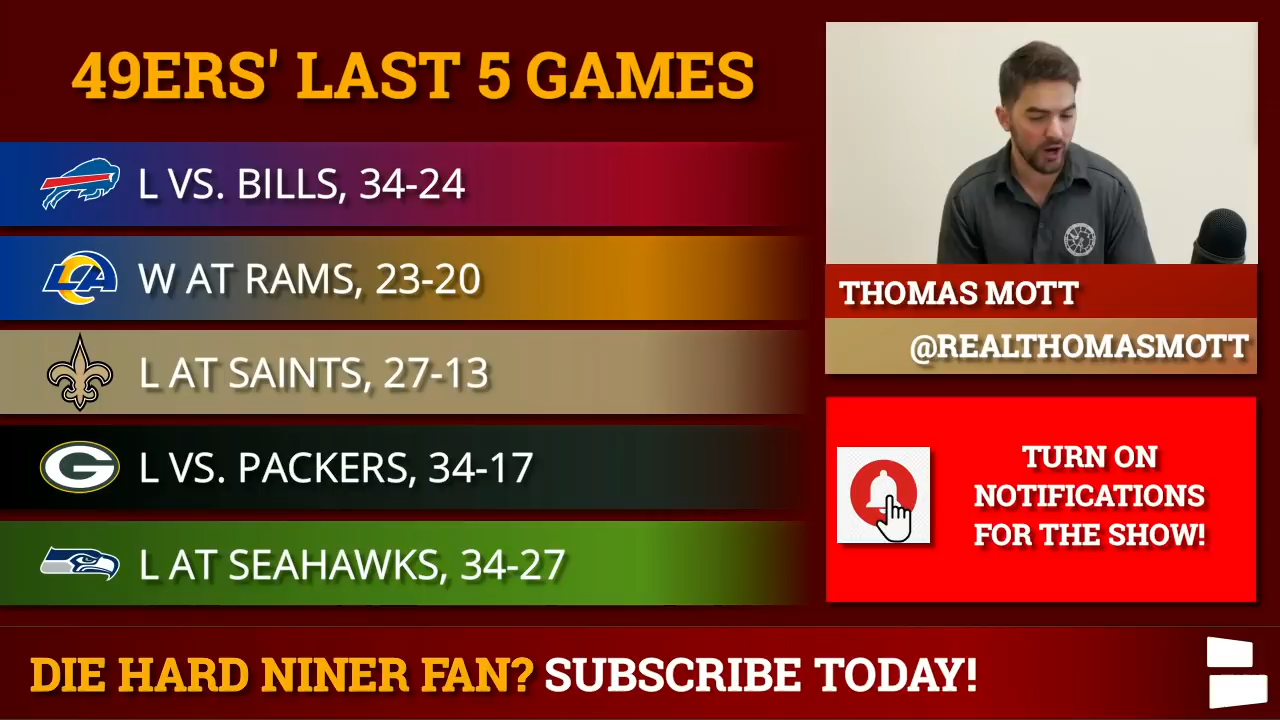 49ERS' LAST 5 GAMES
L VS. BILLS, 34-24
W AT RAMS, 23-20
L AT SAINTS, 27-13
L VS. PACKERS, 34-17
L AT SEAHAWKS, 34-27
THOMAS MOTT
@REALTHOMASMOTT
TURN ON
NOTIFICATIONS
FOR THE SHOW!
DIE HARD NINER FAN? SUBSCRIBE TODAY!